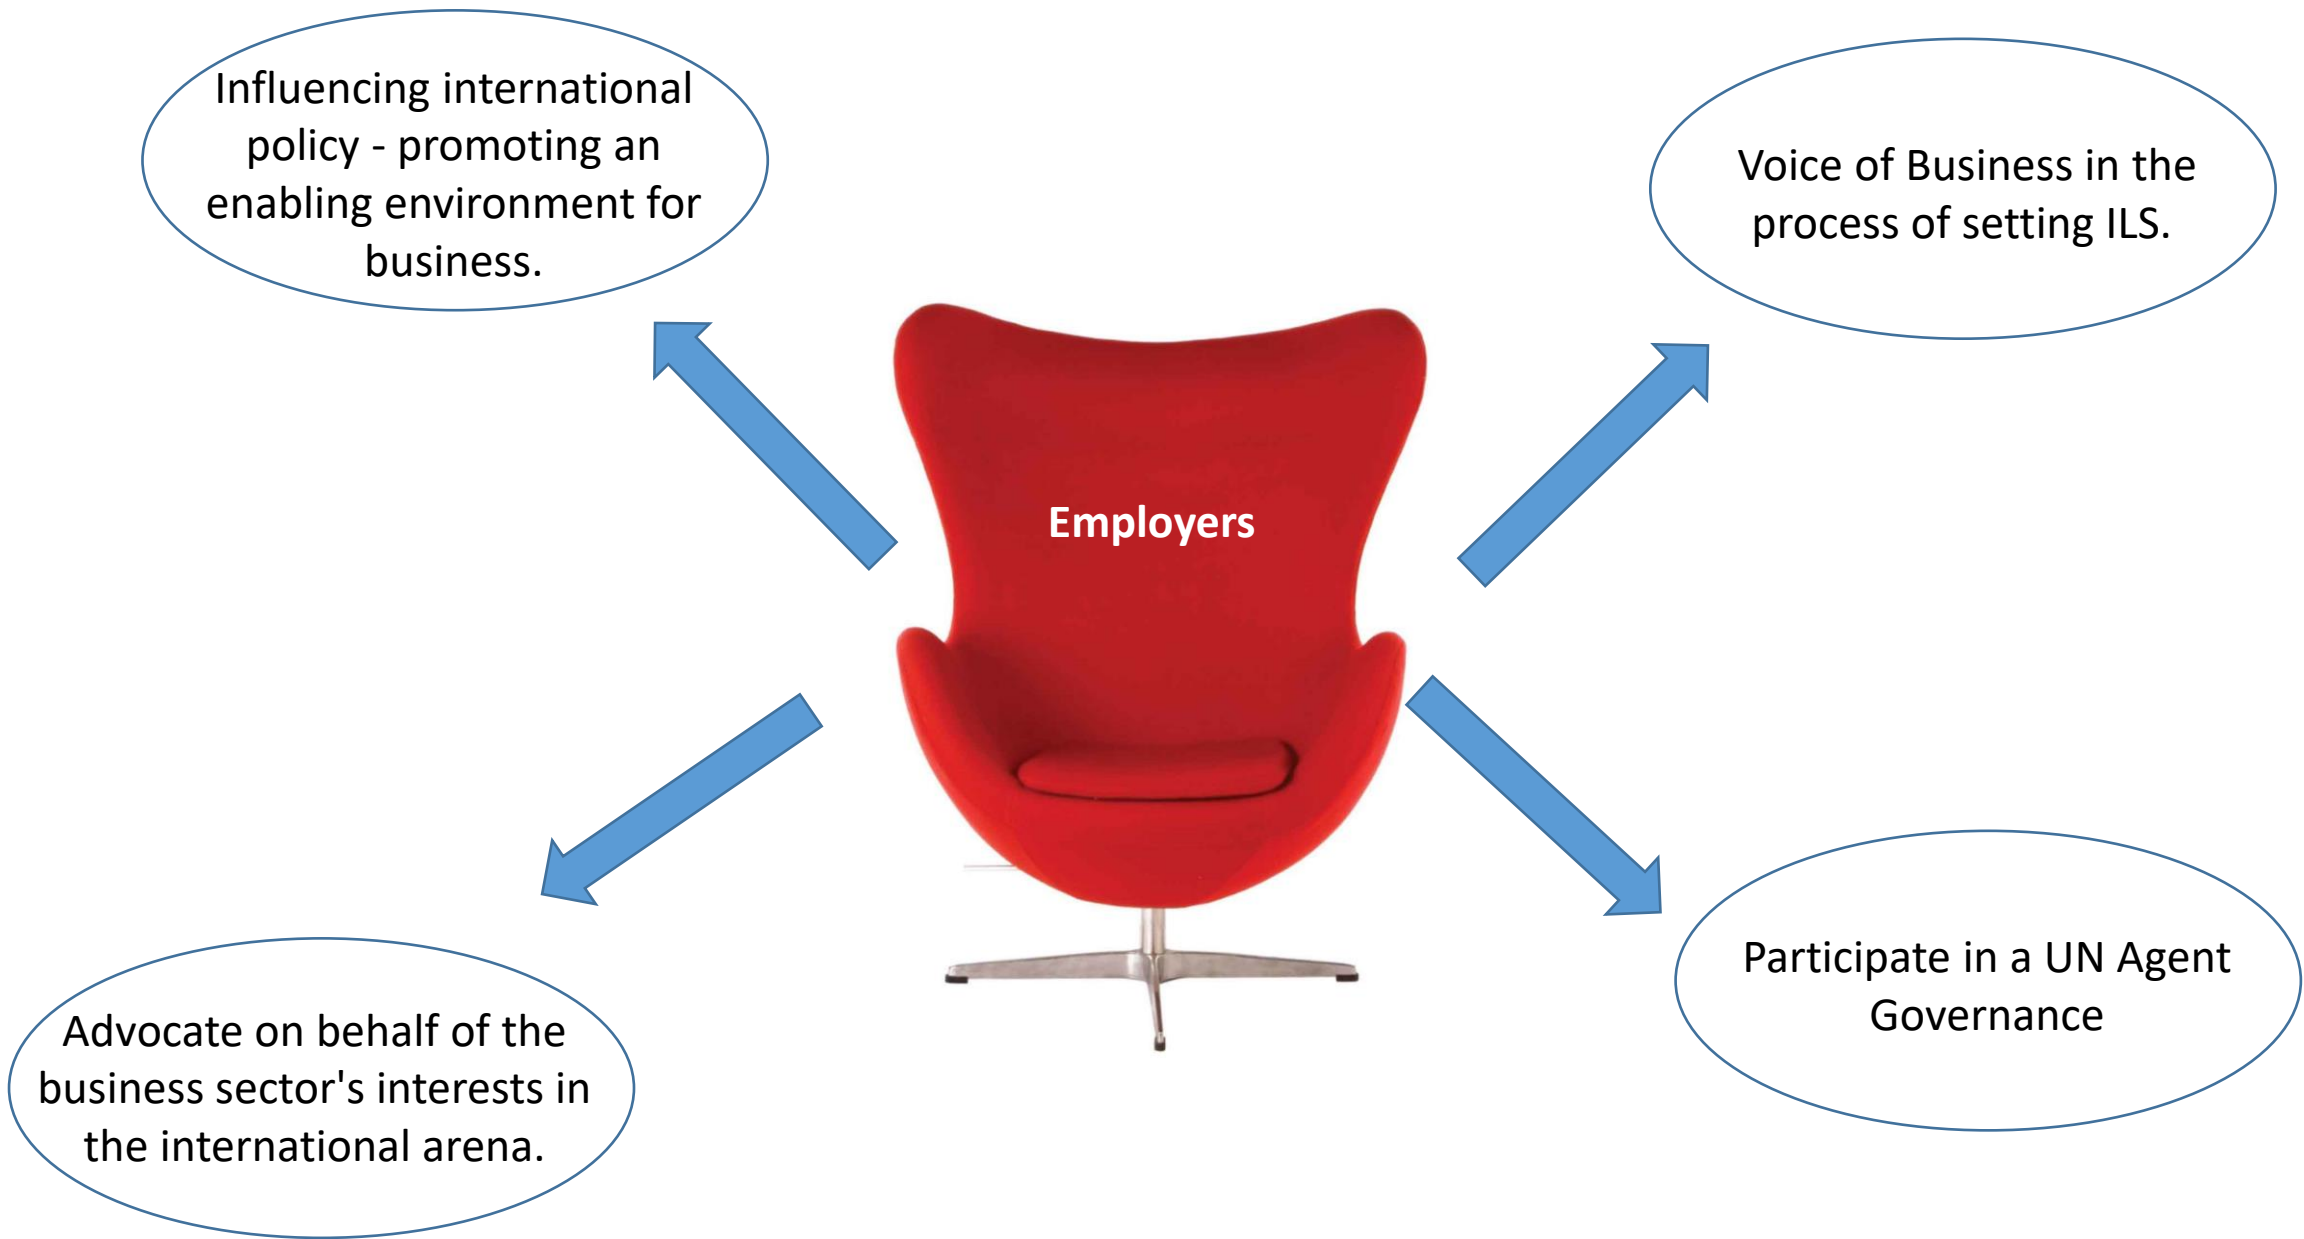 Influencing international
policy - promoting an
enabling environment for
business.
Voice of Business in the
process of setting ILS.
Employers
Advocate on behalf of the
business sector's interests in
the international arena.
Participate in a UN Agent
Governance